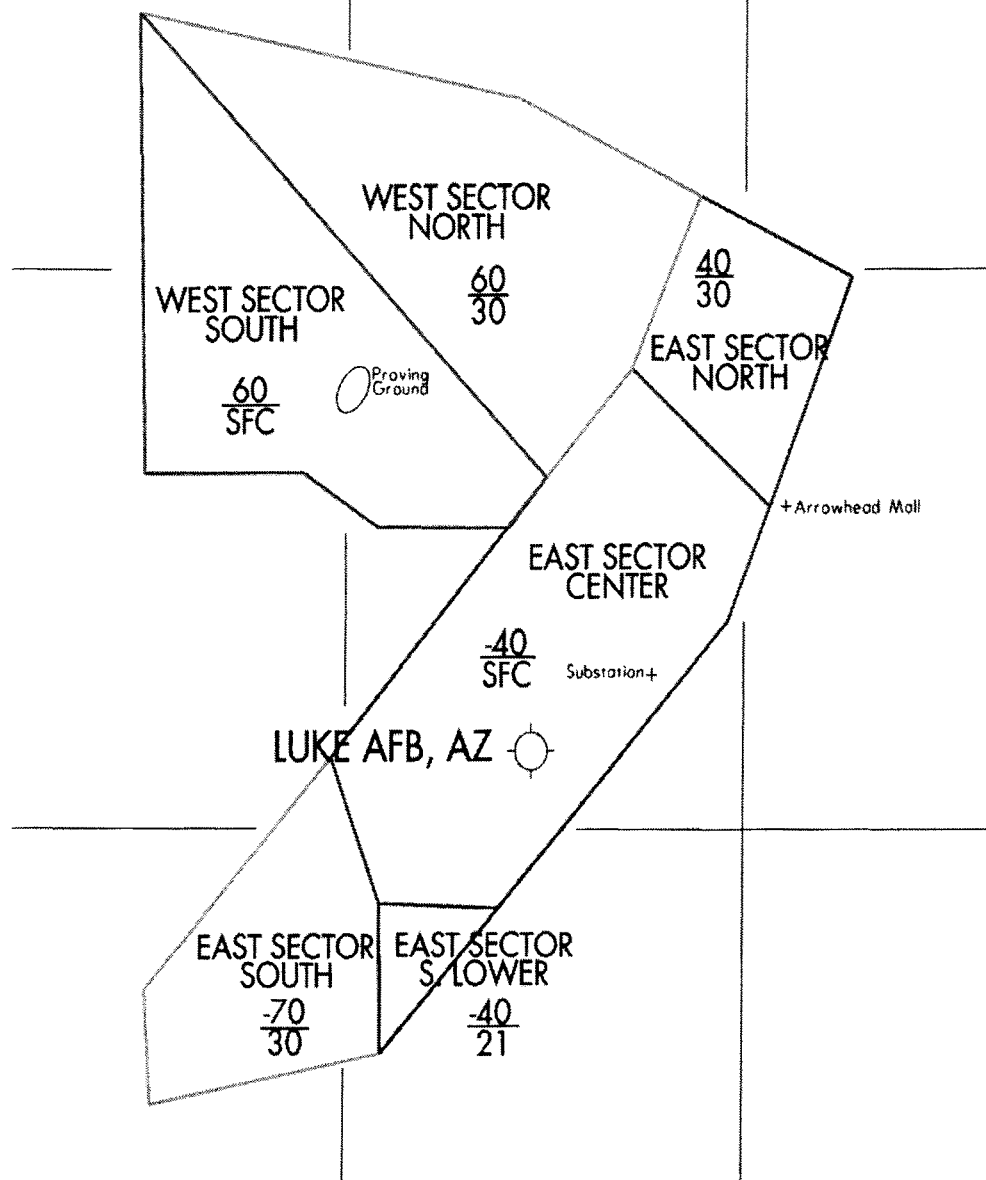 WEST SECTOR
NORTH
60
30
40
30
EAST SECTOR
NORTH
WEST SECTOR
SOUTH
60
SFC
Proving
Ground
+Arrowhead Mall
EAST SECTOR
CENTER
-40
SFC
Substation+
LUKE AFB, AZ
EAST SECTOR
SOUTH
-70
30
EAST SECTOR
S. LOWER
-40
21